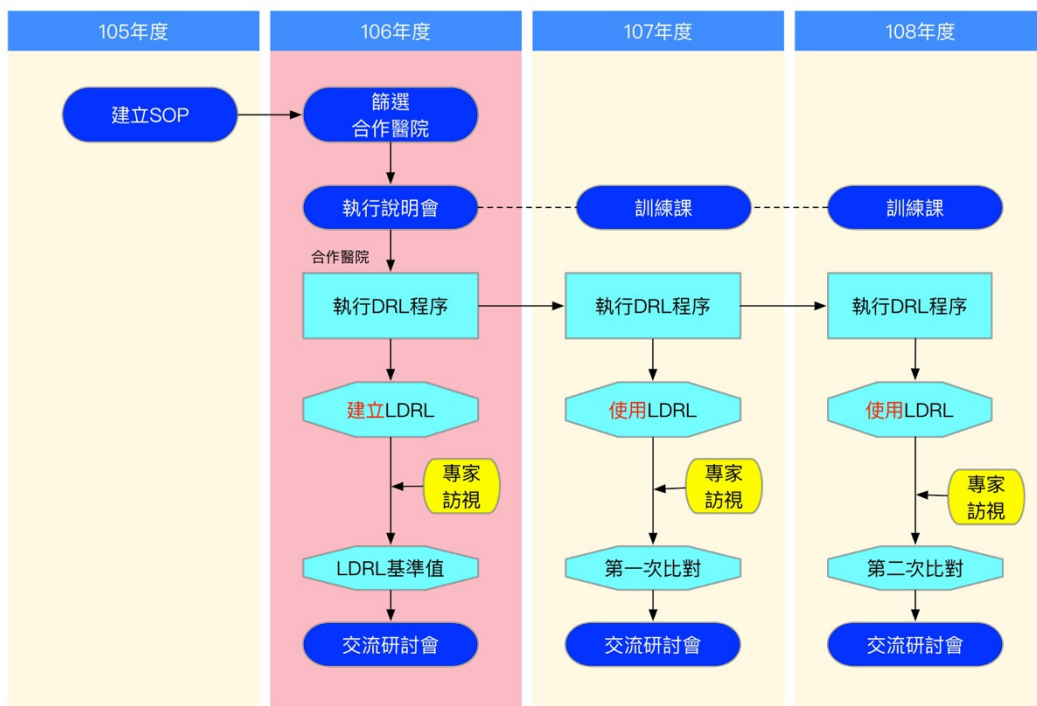 105年度
106年度
107年度
108年度
建立SOP
篩選
合作醫院
執行說明會
訓練課
訓練課
合作醫院
執行DRL程序
執行DRL程序
執行DRL程序
建立LDRL
使用LDRL
使用LDRL
專家
訪視
專家
訪視
專家
訪視
LDRL基準值
第一次比對
第二次比對
交流研討會
交流研討會
交流研討會